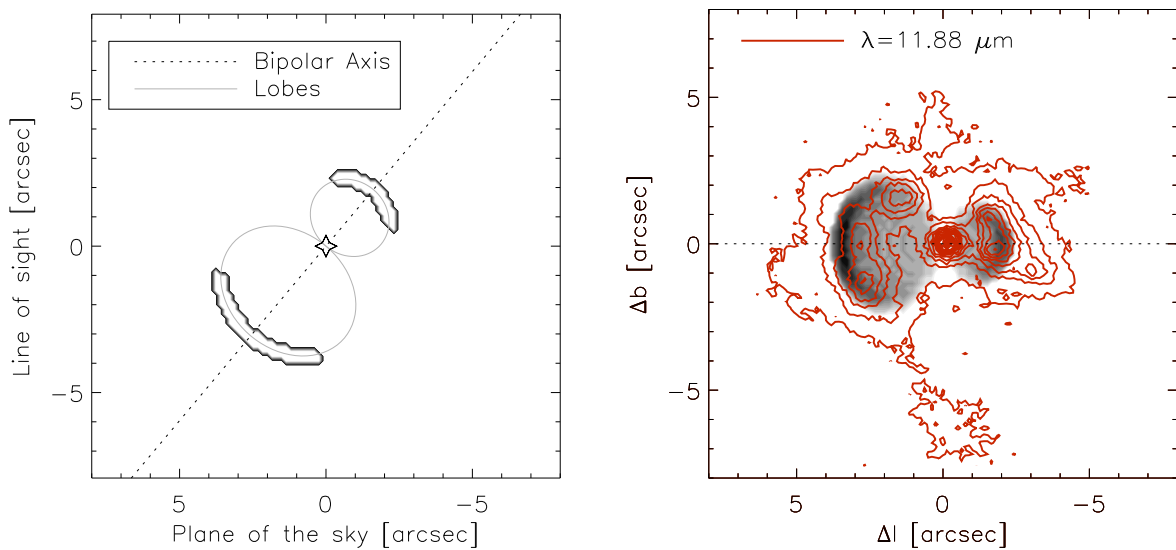 Bipolar Axis
Lobes
5
0
-5
Line of sight [arcsec]
5
0
-5
Plane of the sky [arcsec]
λ=11.88 μm
5
0
-5
Δb [arcsec]
5
0
-5
Δl [arcsec]